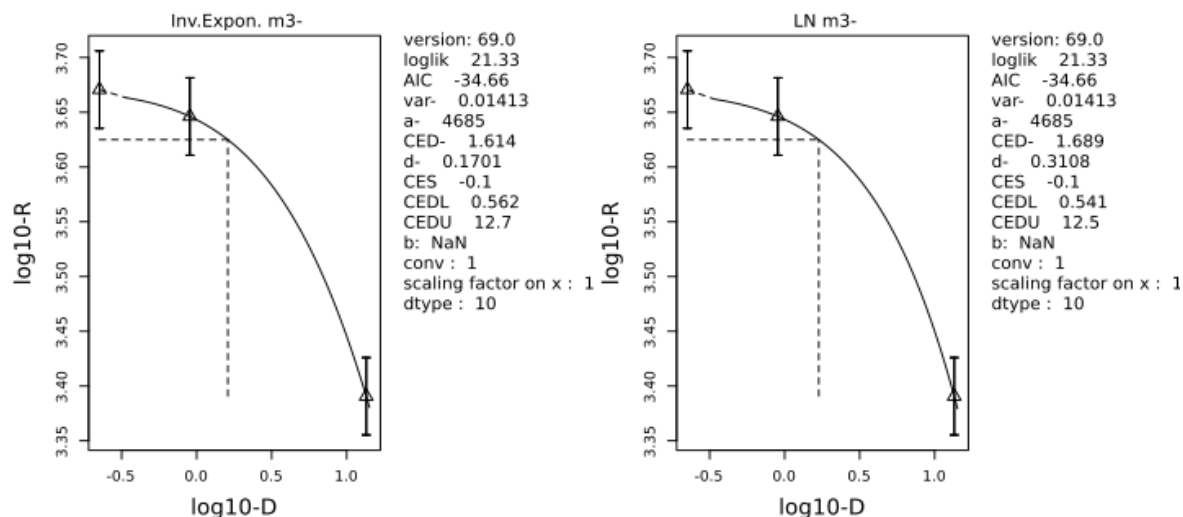 Inv.Expon. m3-
log10-R
3.70
3.65
3.60
3.55
3.50
3.45
3.40
3.35
-0.5 0.0 0.5 1.0
log10-D
version: 69.0
loglik 21.33
AIC -34.66
var- 0.01413
a- 4685
CED- 1.614
d- 0.1701
CES -0.1
CEDL 0.562
CEDU 12.7
b: NaN
conv : 1
scaling factor on x : 1
dtype : 10
LN m3-
log10-R
3.70
3.65
3.60
3.55
3.50
3.45
3.40
3.35
-0.5 0.0 0.5 1.0
log10-D
version: 69.0
loglik 21.33
AIC -34.66
var- 0.01413
a- 4685
CED- 1.689
d- 0.3108
CES -0.1
CEDL 0.541
CEDU 12.5
b: NaN
conv : 1
scaling factor on x : 1
dtype : 10